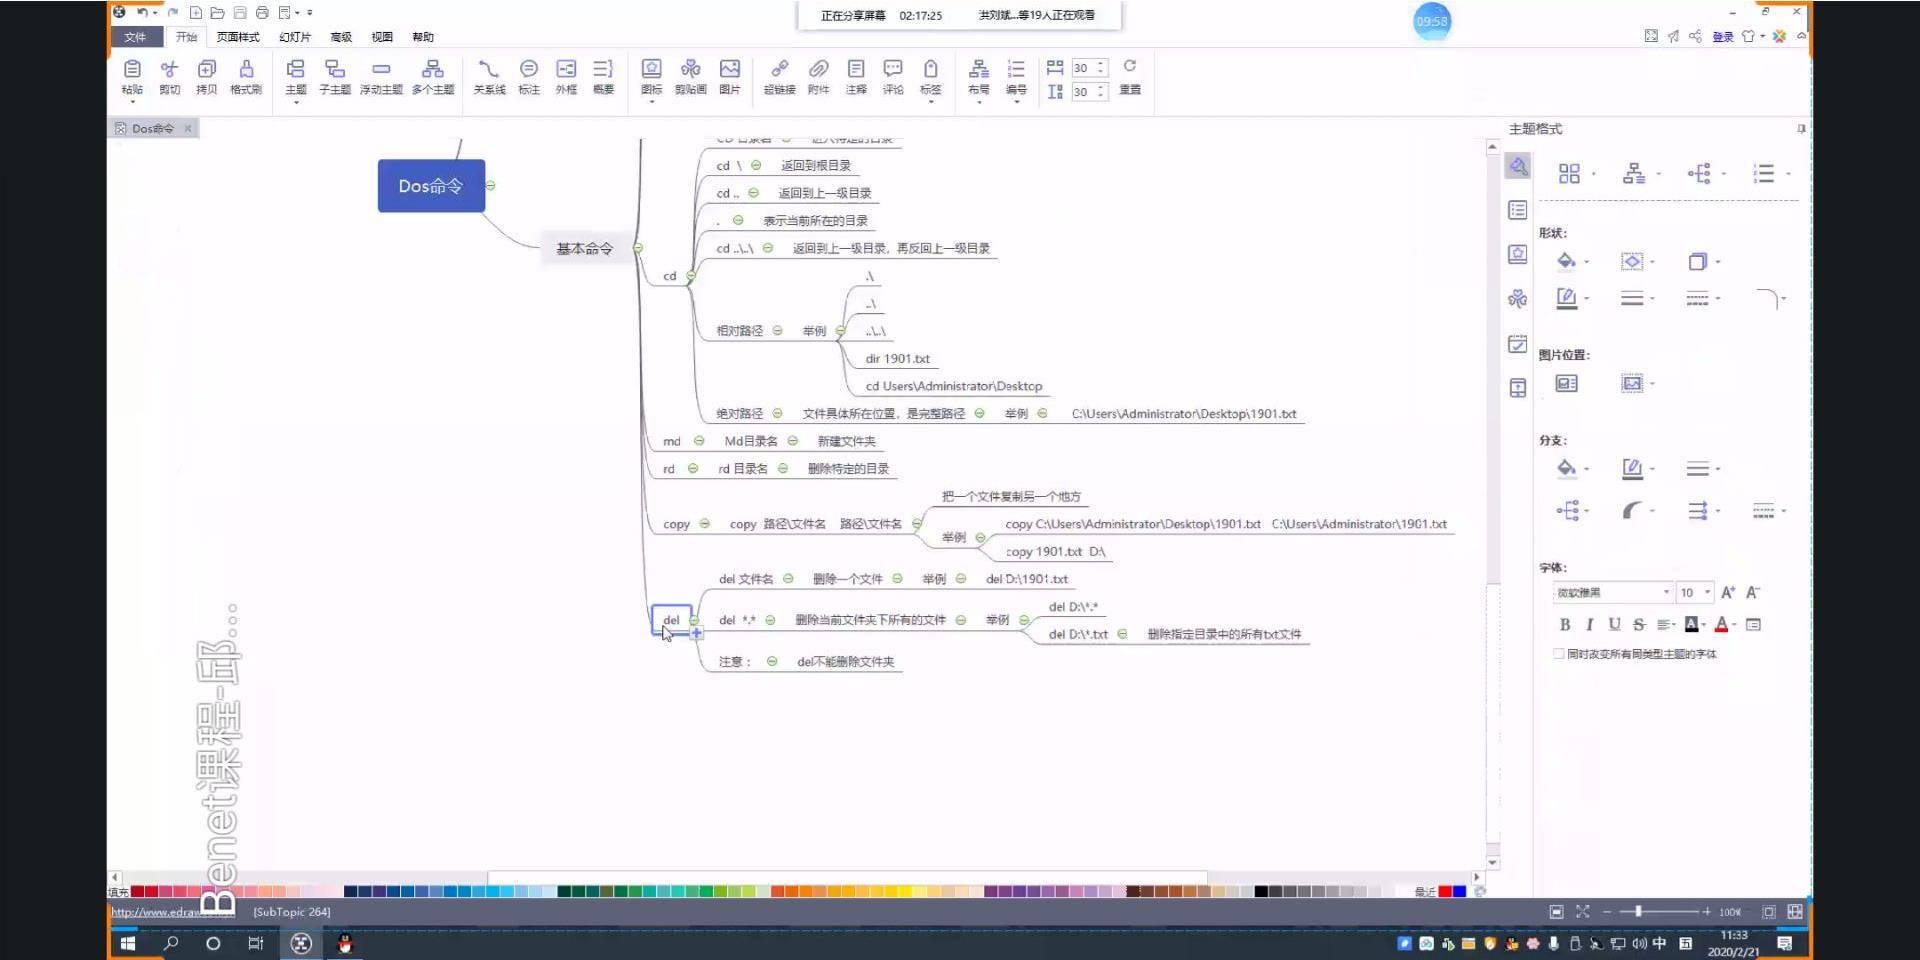 正在分享屏幕 02:17:25 洪刘斌...等19人正在观看
09:58
文件 开始 页面样式 幻灯片 高级 视图 帮助
登录
粘贴 剪切 拷贝 格式刷 主题 子主题 浮动主题 多个主题 关系线 标注 外框 概要 图标 剪贴画 图片 超链接 附件 注释 评论 标签 布局 编号 重置
30
30
Dos命令
主题格式
Dos命令
基本命令
cd
CD 目录名 进入特定的目录
cd \ 返回到根目录
cd .. 返回到上一级目录
. 表示当前所在的目录
cd ..\..\ 返回到上一级目录，再反回上一级目录
相对路径 举例
.\
..\
..\..\
dir 1901.txt
cd Users\Administrator\Desktop
绝对路径 文件具体所在位置，是完整路径 举例 C:\Users\Administrator\Desktop\1901.txt
md Md目录名 新建文件夹
rd rd 目录名 删除特定的目录
copy copy 路径\文件名 路径\文件名
把一个文件复制另一个地方
举例
copy C:\Users\Administrator\Desktop\1901.txt C:\Users\Administrator\1901.txt
copy 1901.txt D:\
del
del 文件名 删除一个文件 举例 del D:\1901.txt
del *.* 删除当前文件夹下所有的文件 举例
del D:\*.*
del D:\*.txt 删除指定目录中的所有txt文件
注意： del不能删除文件夹
形状:
图片位置:
分支:
字体:
微软雅黑 10 A+ A-
B I U S A A
同时改变所有同类型主题的字体
Benet课程-邱...
填充
最近
http://www.edraw [SubTopic 264]
100%
中
11:33
2020/2/21